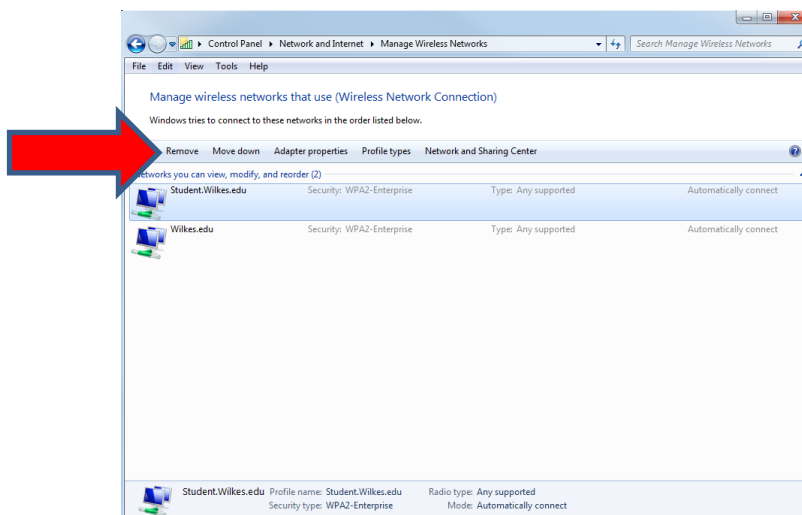 Control Panel Network and Internet Manage Wireless Networks Search Manage Wireless Networks
File Edit View Tools Help
Manage wireless networks that use (Wireless Network Connection)
Windows tries to connect to these networks in the order listed below.
Remove Move down Adapter properties Profile types Network and Sharing Center
etworks you can view, modify, and reorder (2)
Student.Wilkes.edu Security: WPA2-Enterprise Type: Any supported Automatically connect
Wilkes.edu Security: WPA2-Enterprise Type: Any supported Automatically connect
Student.Wilkes.edu Profile name: Student.Wilkes.edu Radio type: Any supported
Security type: WPA2-Enterprise Mode: Automatically connect